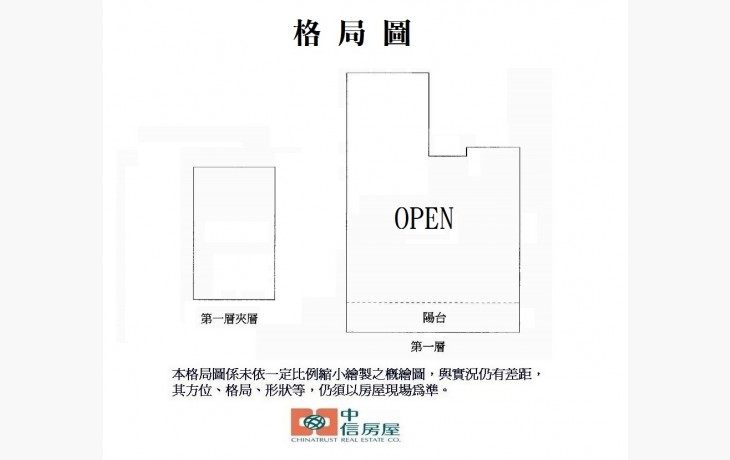 格局圖
OPEN
陽台
第一層夾層
第一層
本格局圖係未依一定比例縮小繪製之概繪圖，與實況仍有差距，
其方位、格局、形狀等，仍須以房屋現場為準。
中
信房屋
CHINATRUST REAL ESTATE CO.